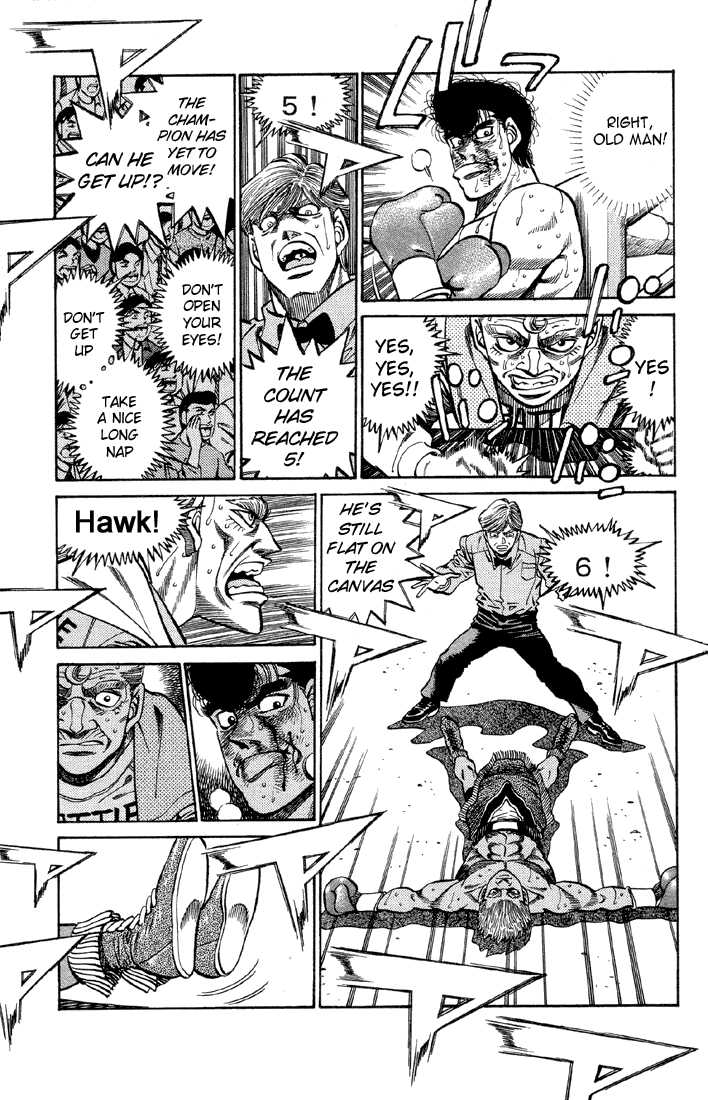 RIGHT,
OLD MAN!
YES
!
YES,
YES,
YES!!
5!
THE
COUNT
HAS
REACHED
5!
THE
CHAM-
PION HAS
YET TO
MOVE!
CAN HE
GET UP!?
DON'T
OPEN
YOUR
EYES!
DON'T
GET
UP
TAKE
A NICE
LONG
NAP
6!
HE'S
STILL
FLAT ON
THE
CANVAS
Hawk!
TTIE